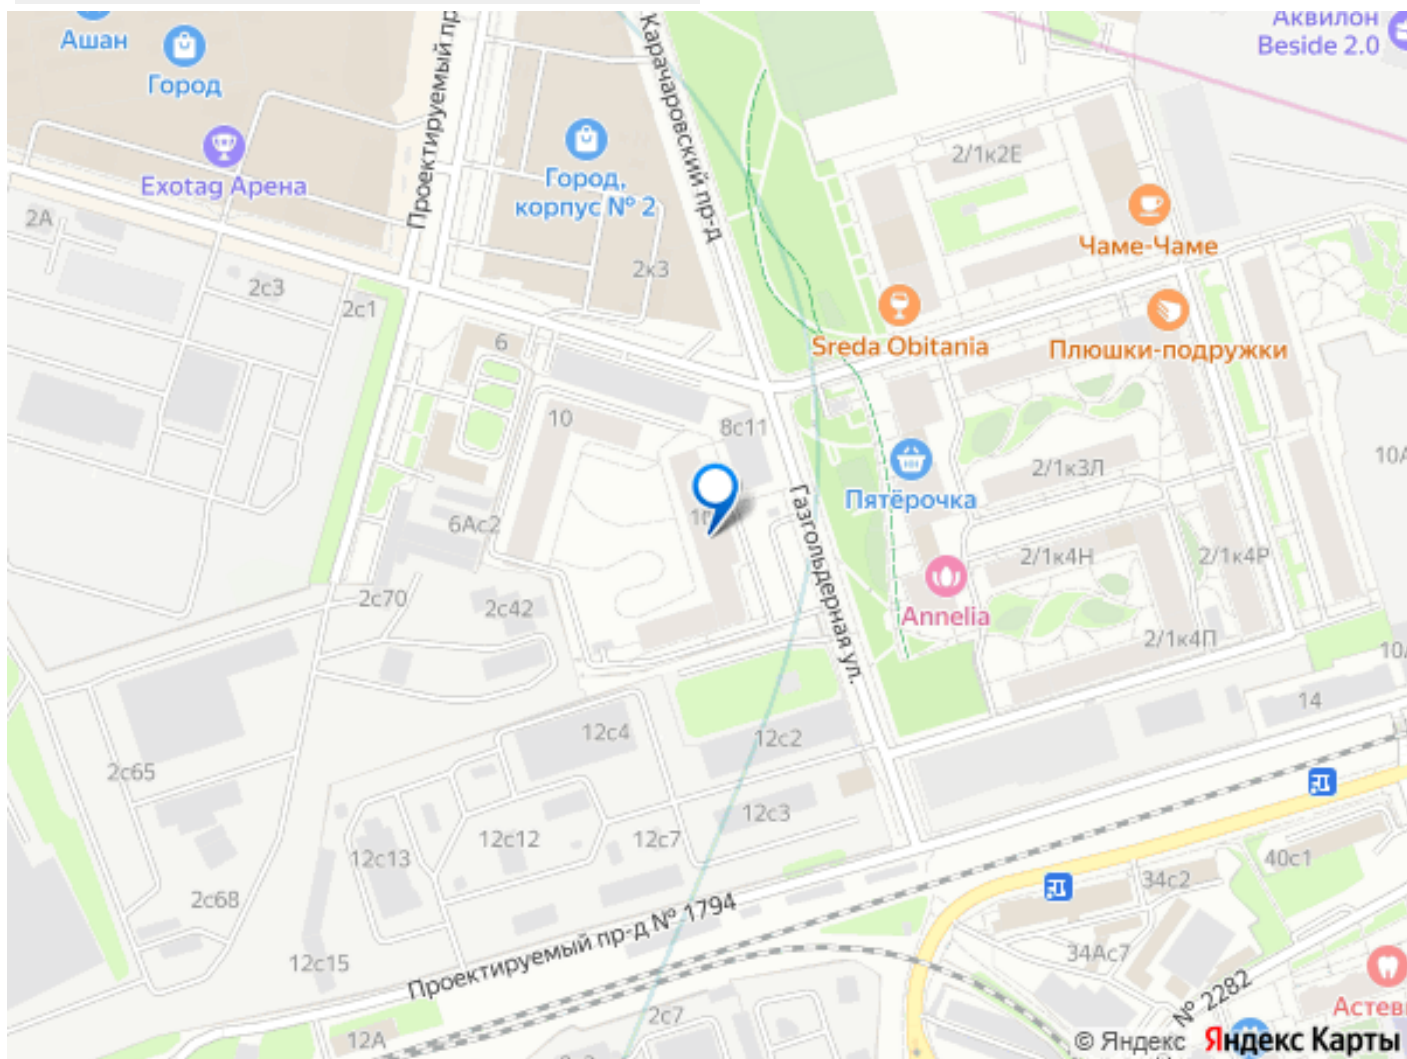 Ашан
Город
Exotag Арена
Проектируемый пр
Город,
корпус № 2
Карачаровский пр-д
Аквилон
Beside 2.0
2/1к2Е
Чаме-Чаме
2А
2с3
2с1
2к3
6
Sreda Obitania
Плюшки-подружки
10
8с11
Пятёрочка
2/1к3Л
10А
6Ас2
Газгольдерная ул.
2/1к4Н
2/1к4Р
Annelia
2с70
2с42
2/1к4П
14
12с4
12с2
2с65
12с3
12с13
12с12
12с7
40с1
34с2
2с68
Проектируемый пр-д № 1794
34Ас7
12с15
№ 2282
2с7
12А
© Яндекс
Яндекс Карты